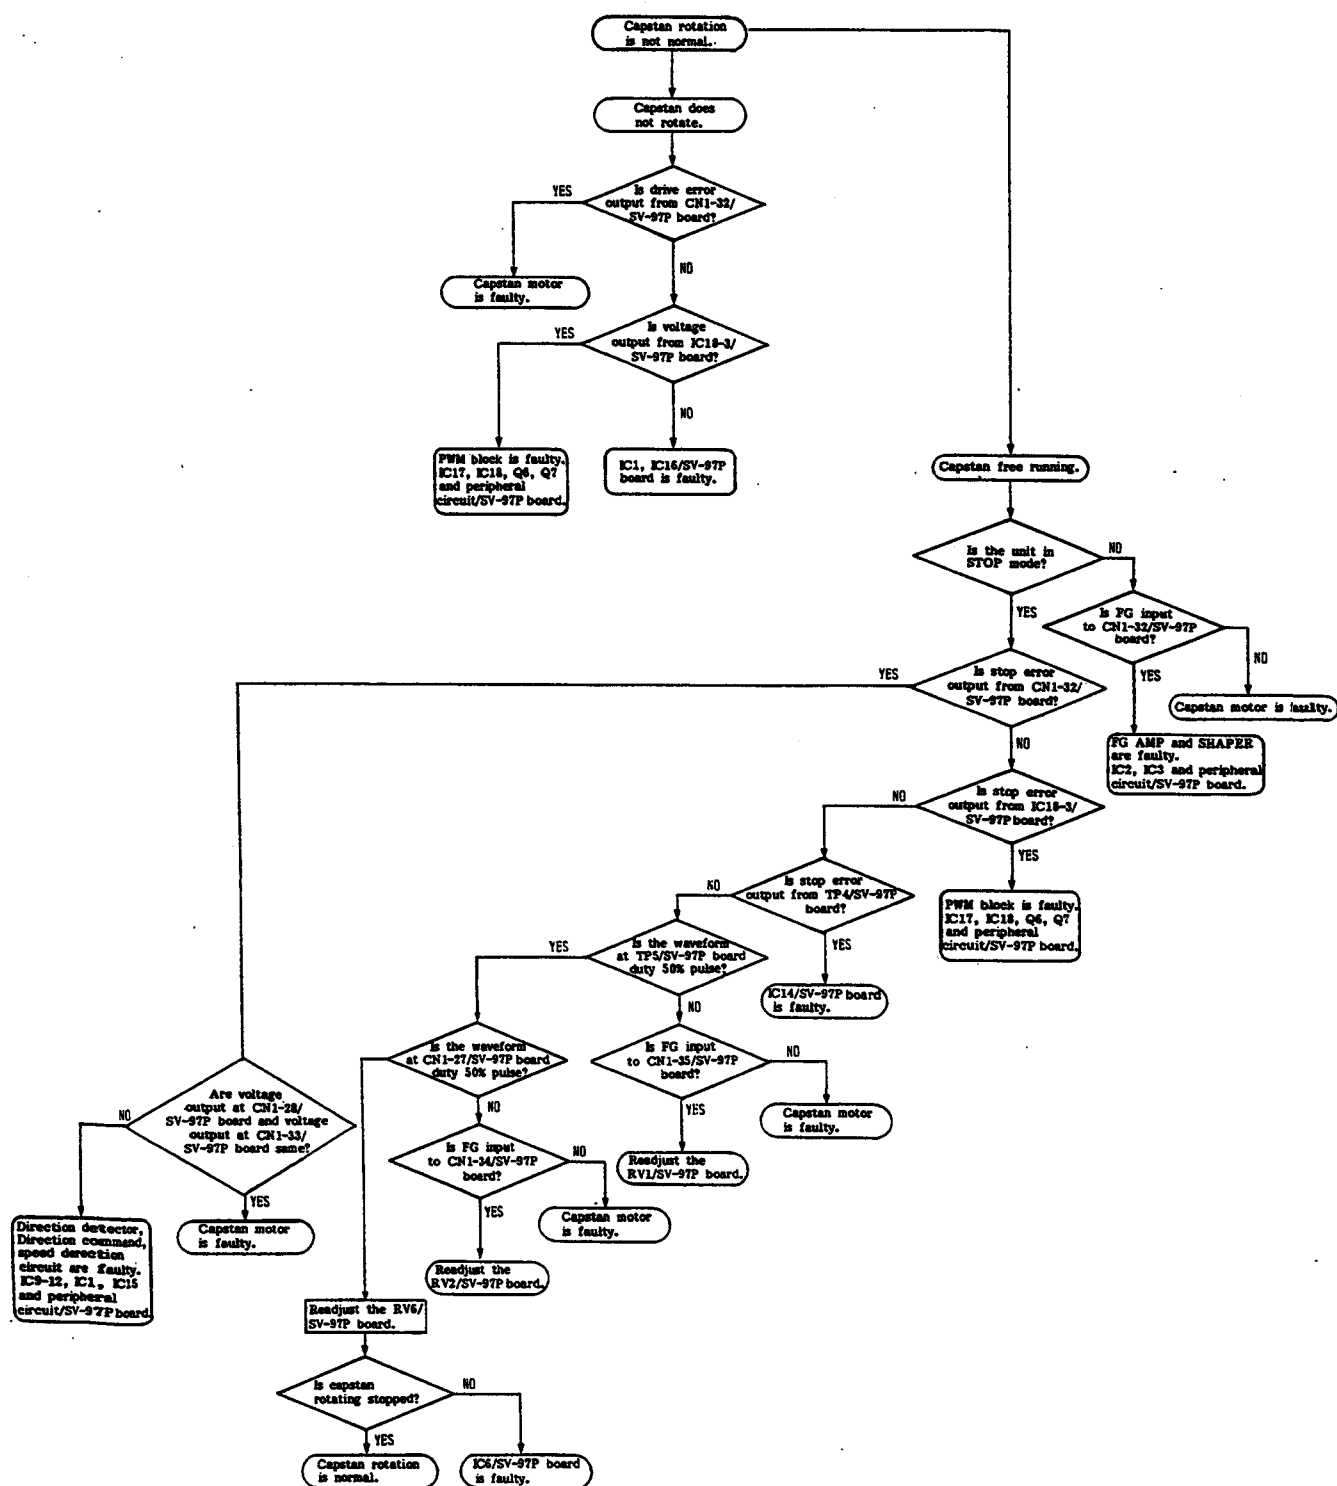 Capstan rotation
is not normal.
Capstan does
not rotate.
Is drive error
output from CN1-32/
SV-97P board?
YES
NO
Capstan motor
is faulty.
Is voltage
output from IC18-3/
SV-97P board?
YES
NO
PWM block is faulty.
IC17, IC18, Q6, Q7
and peripheral
circuit/SV-97P board.
IC1, IC16/SV-97P
board is faulty.
Capstan free running.
Is the unit in
STOP mode?
NO
YES
Is FG input
to CN1-32/SV-97P
board?
NO
YES
Capstan motor is faulty.
FG AMP and SHAPER
are faulty.
IC2, IC3 and peripheral
circuit/SV-97P board.
Is stop error
output from CN1-32/
SV-97P board?
YES
NO
Is stop error
output from IC18-3/
SV-97P board?
NO
YES
PWM block is faulty.
IC17, IC18, Q6, Q7
and peripheral
circuit/SV-97P board.
Is stop error
output from TP4/SV-97P
board?
NO
YES
IC14/SV-97P board
is faulty.
Is the waveform
at TP5/SV-97P board
duty 50% pulse?
YES
NO
Is FG input
to CN1-35/SV-97P
board?
NO
YES
Capstan motor
is faulty.
Readjust the
RV1/SV-97P board.
Is the waveform
at CN1-27/SV-97P board
duty 50% pulse?
NO
Is FG input
to CN1-34/SV-97P
board?
NO
YES
Capstan motor
is faulty.
Readjust the
RV2/SV-97P board.
Are voltage
output at CN1-28/
SV-97P board and voltage
output at CN1-33/
SV-97P board same?
NO
YES
Capstan motor
is faulty.
Direction detector,
Direction command,
speed derection
circuit are faulty.
IC9-12, IC1, IC15
and peripheral
circuit/SV-97P board.
Readjust the RV6/
SV-97P board.
Is capstan
rotating stopped?
NO
YES
Capstan rotation
is normal.
IC6/SV-97P board
is faulty.